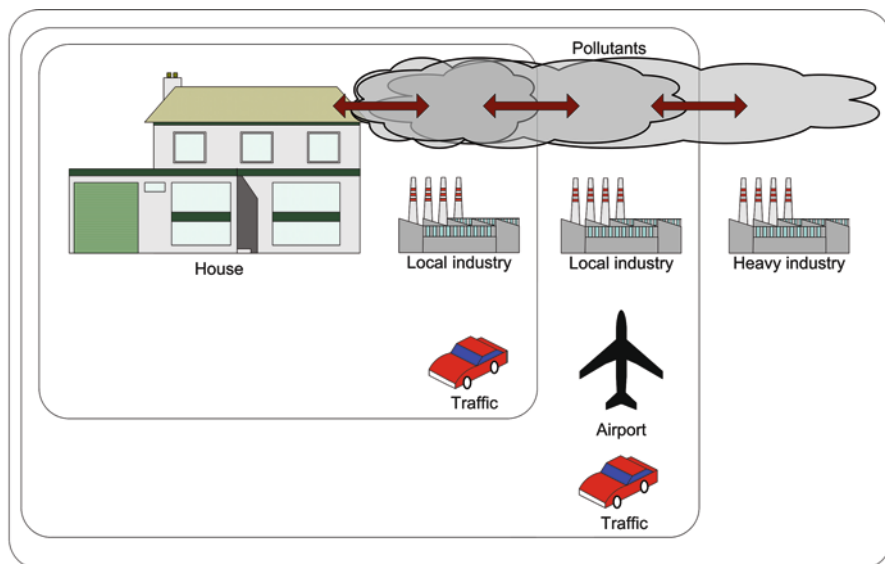 Pollutants
House
Local industry
Local industry
Heavy industry
Traffic
Airport
Traffic